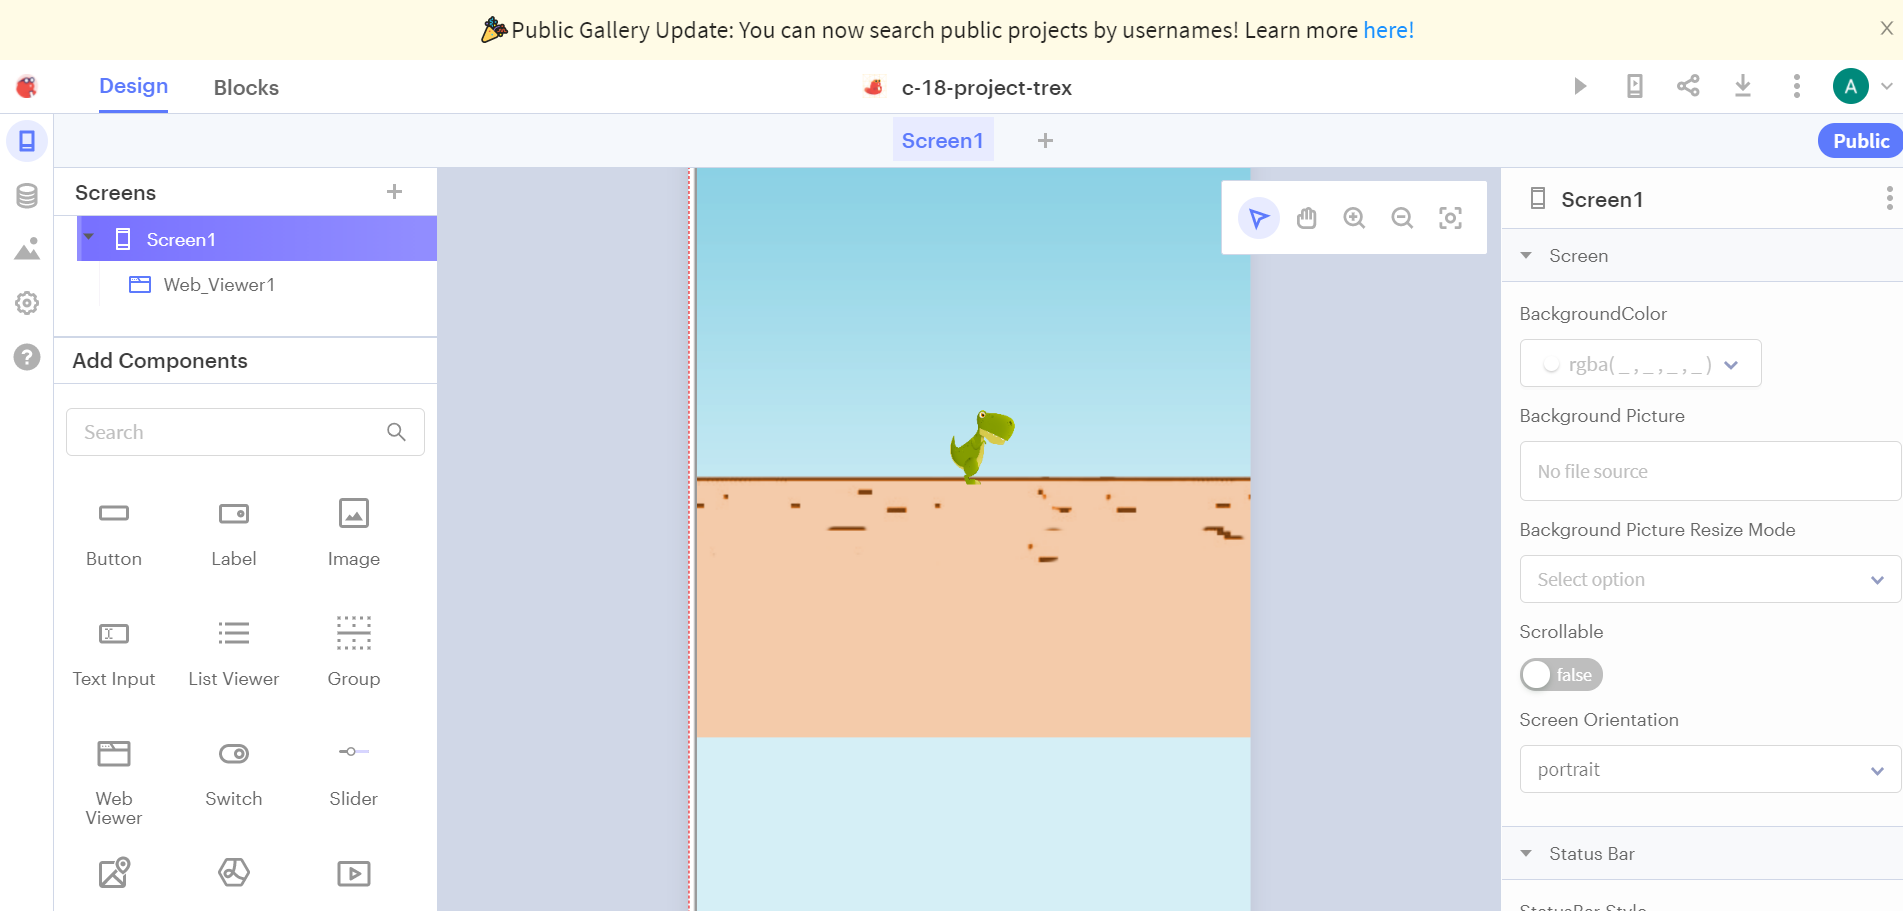 Public Gallery Update: You can now search public projects by usernames! Learn more here!
Design
Blocks
c-18-project-trex
A
Screen1
Public
Screens
Screen1
Web_Viewer1
Add Components
Search
Button
Label
Image
Text Input
List Viewer
Group
Web
Viewer
Switch
Slider
Screen1
Screen
BackgroundColor
rgba( _ , _ , _ , _ )
Background Picture
No file source
Background Picture Resize Mode
Select option
Scrollable
false
Screen Orientation
portrait
Status Bar
StatusBar Style